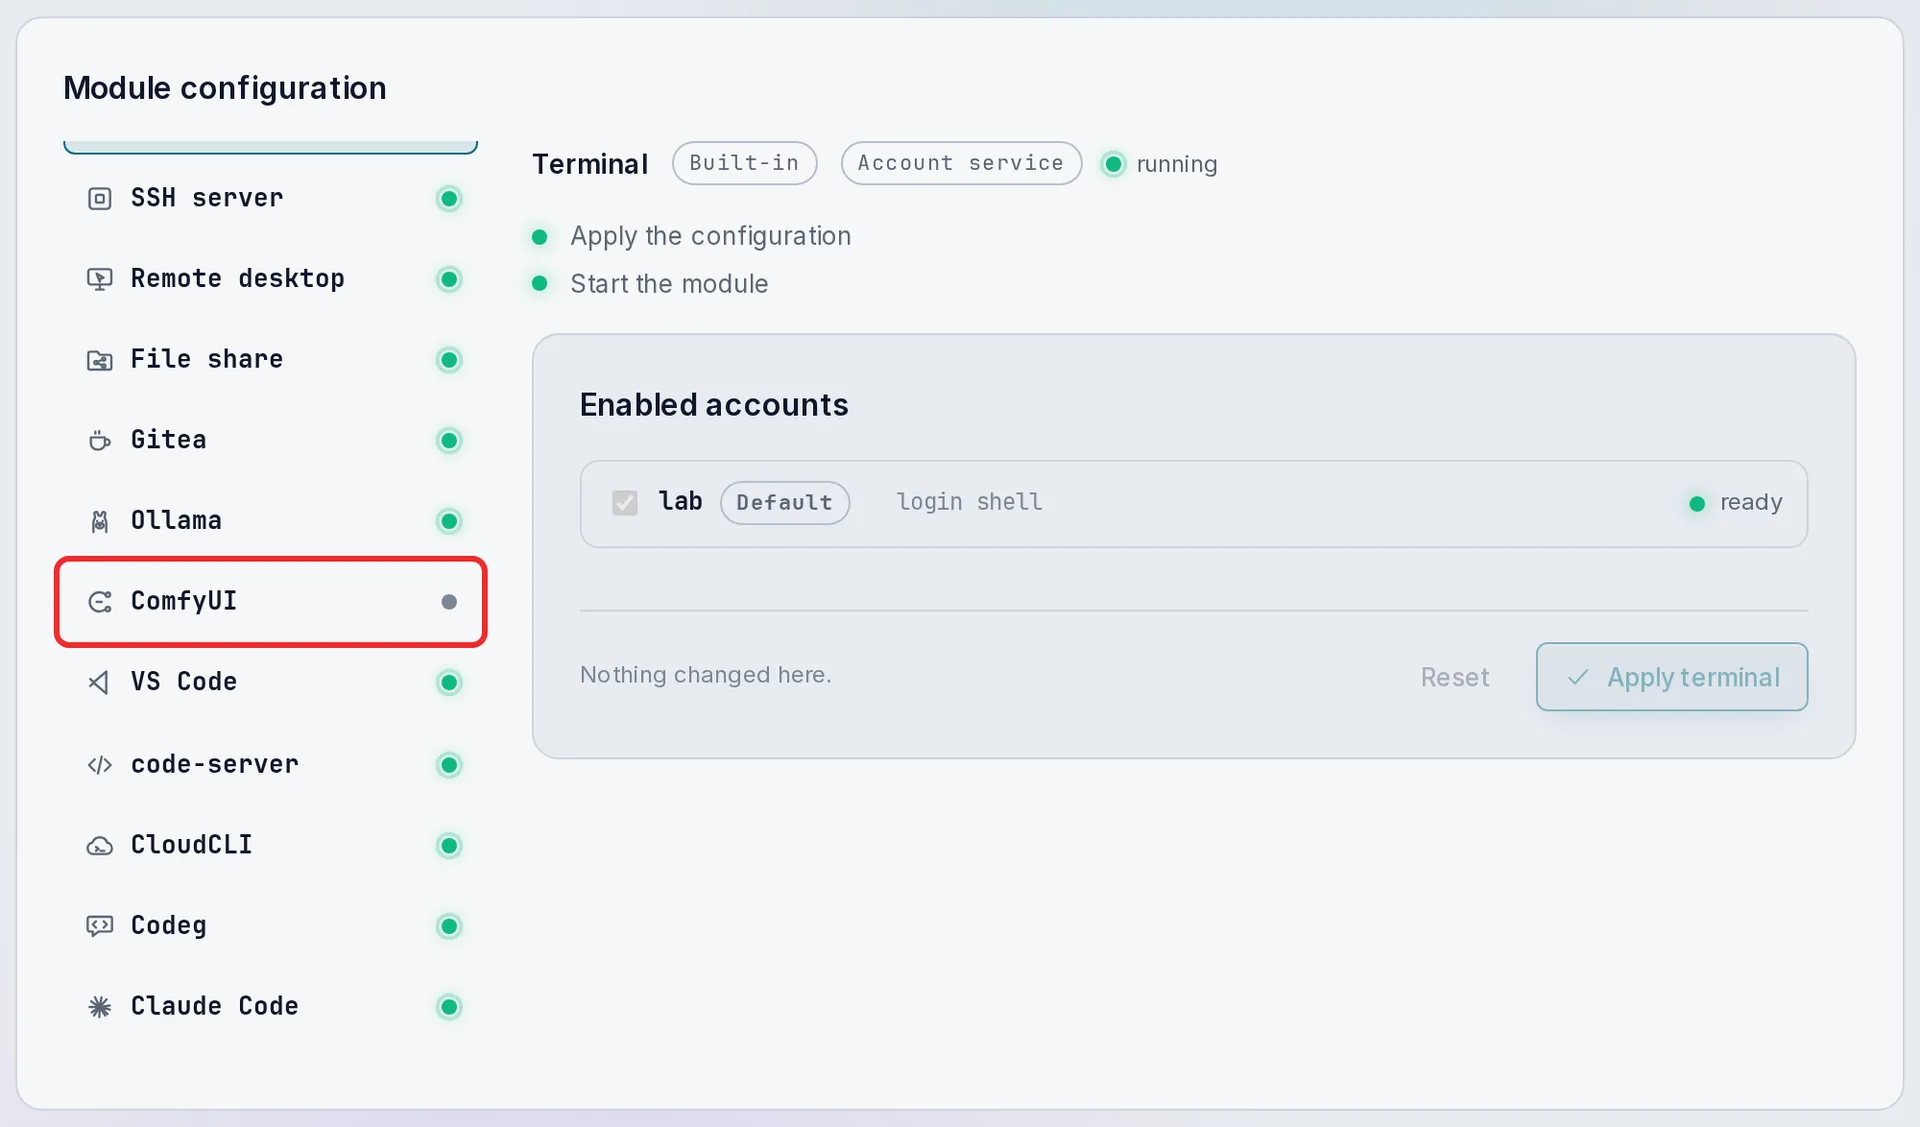 Module configuration
SSH server
Remote desktop
File share
Gitea
Ollama
ComfyUI
VS Code
code-server
CloudCLI
Codeg
Claude Code
Terminal Built-in Account service running
Apply the configuration
Start the module
Enabled accounts
lab Default login shell ready
Nothing changed here. Reset Apply terminal